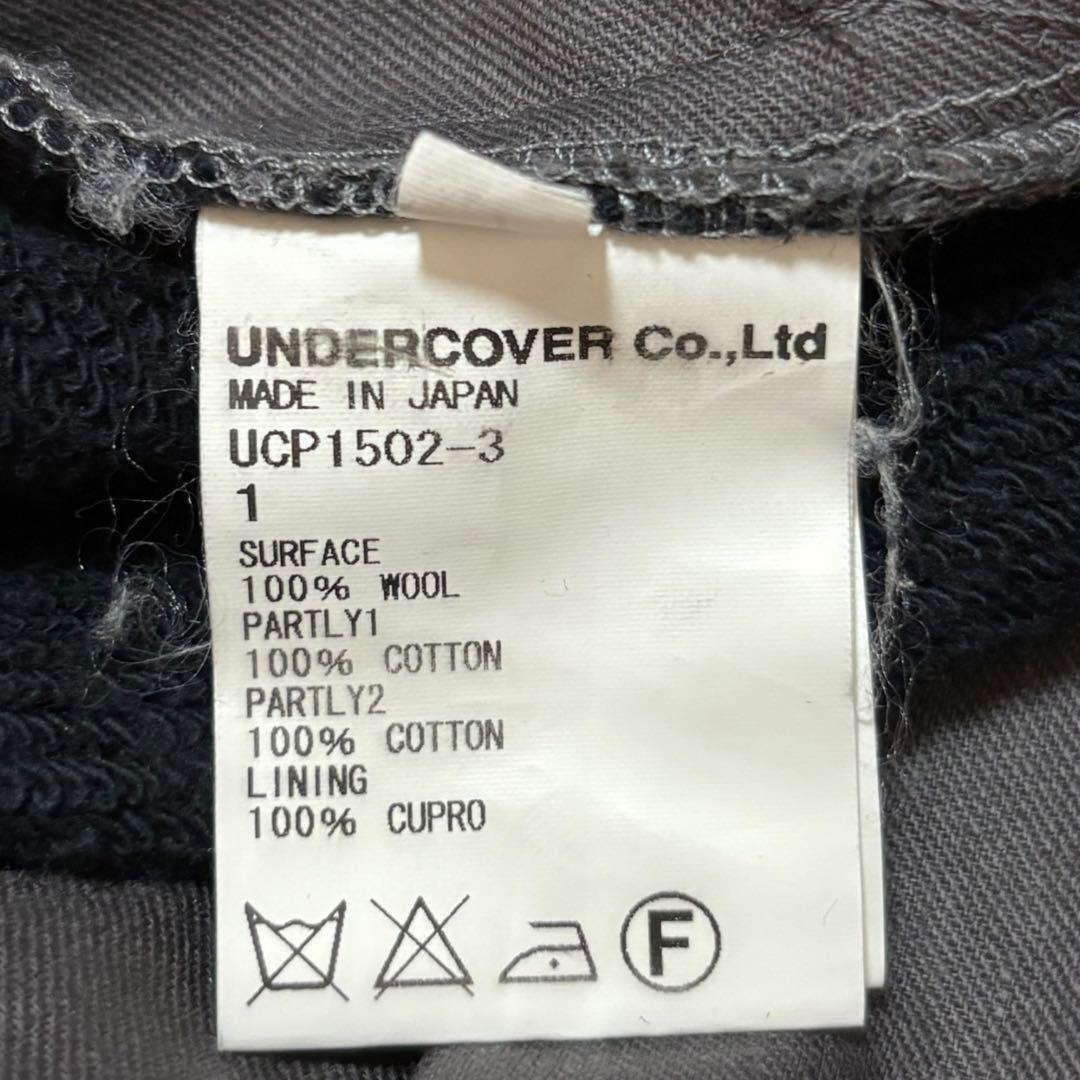 UNDERCOVER Co.,Ltd
MADE IN JAPAN
UCP1502-3
1
SURFACE
100% WOOL
PARTLY1
100% COTTON
PARTLY2
100% COTTON
LINING
100% CUPRO
F